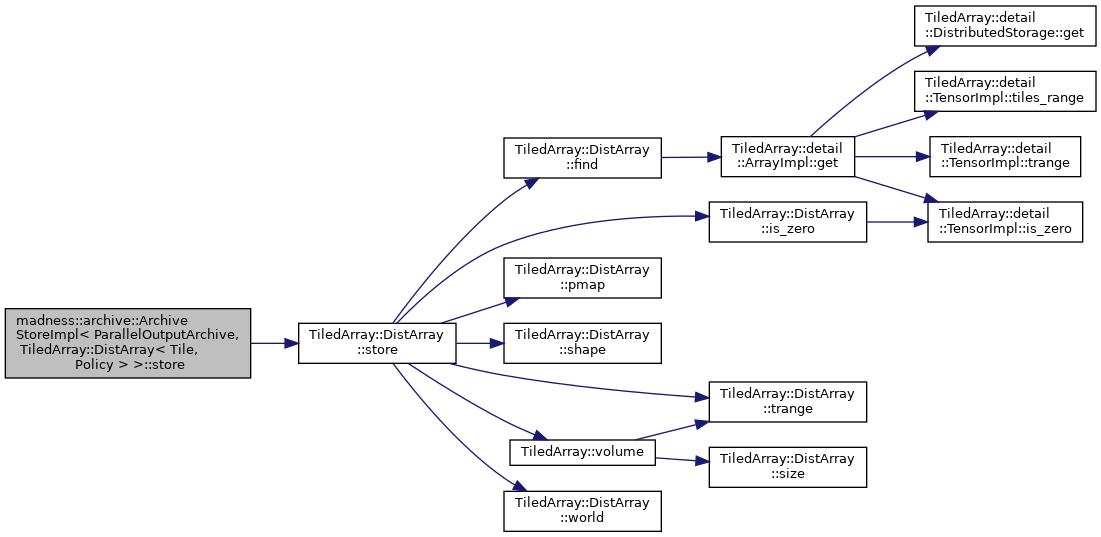 madness::archive::Archive
StoreImpl< ParallelOutputArchive,
TiledArray::DistArray< Tile,
Policy > >::store
TiledArray::DistArray
::store
TiledArray::DistArray
::find
TiledArray::DistArray
::pmap
TiledArray::DistArray
::shape
TiledArray::volume
TiledArray::DistArray
::world
TiledArray::detail
::ArrayImpl::get
TiledArray::DistArray
::is_zero
TiledArray::DistArray
::trange
TiledArray::DistArray
::size
TiledArray::detail
::DistributedStorage::get
TiledArray::detail
::TensorImpl::tiles_range
TiledArray::detail
::TensorImpl::trange
TiledArray::detail
::TensorImpl::is_zero